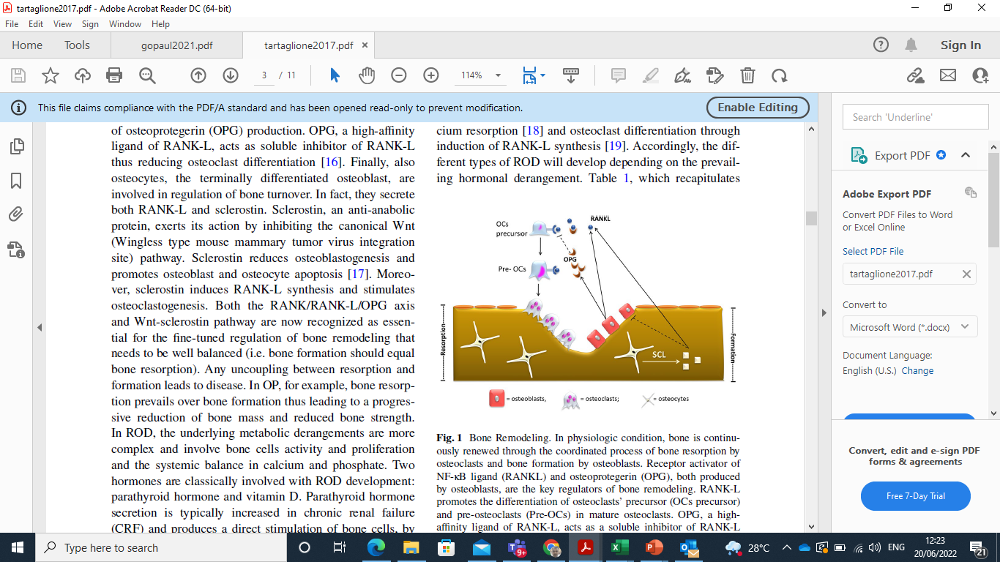 tartaglione2017.pdf - Adobe Acrobat Reader DC (64-bit)
File Edit View Sign Window Help
Home Tools gopaul2021.pdf tartaglione2017.pdf × Sign In
3 / 11 114%
This file claims compliance with the PDF/A standard and has been opened read-only to prevent modification. Enable Editing
of osteoprotegerin (OPG) production. OPG, a high-affinity
ligand of RANK-L, acts as soluble inhibitor of RANK-L
thus reducing osteoclast differentiation [16]. Finally, also
osteocytes, the terminally differentiated osteoblast, are
involved in regulation of bone turnover. In fact, they secrete
both RANK-L and sclerostin. Sclerostin, an anti-anabolic
protein, exerts its action by inhibiting the canonical Wnt
(Wingless type mouse mammary tumor virus integration
site) pathway. Sclerostin reduces osteoblastogenesis and
promotes osteoblast and osteocyte apoptosis [17]. Moreo-
ver, sclerostin induces RANK-L synthesis and stimulates
osteoclastogenesis. Both the RANK/RANK-L/OPG axis
and Wnt-sclerostin pathway are now recognized as essen-
tial for the fine-tuned regulation of bone remodeling that
needs to be well balanced (i.e. bone formation should equal
bone resorption). Any uncoupling between resorption and
formation leads to disease. In OP, for example, bone resorp-
tion prevails over bone formation thus leading to a progres-
sive reduction of bone mass and reduced bone strength.
In ROD, the underlying metabolic derangements are more
complex and involve bone cells activity and proliferation
and the systemic balance in calcium and phosphate. Two
hormones are classically involved with ROD development:
parathyroid hormone and vitamin D. Parathyroid hormone
secretion is typically increased in chronic renal failure
(CRF) and produces a direct stimulation of bone cells, by
cium resorption [18] and osteoclast differentiation through
induction of RANK-L synthesis [19]. Accordingly, the dif-
ferent types of ROD will develop depending on the prevail-
ing hormonal derangement. Table 1, which recapitulates
OCs
precursor
RANKL
OPG
Pre- OCs
Resorption
Formation
SCL
= osteoblasts, = osteoclasts; = osteocytes
Fig. 1 Bone Remodeling. In physiologic condition, bone is continu-
ously renewed through the coordinated process of bone resorption by
osteoclasts and bone formation by osteoblasts. Receptor activator of
NF-κB ligand (RANKL) and osteoprotegerin (OPG), both produced
by osteoblasts, are the key regulators of bone remodeling. RANK-L
promotes the differentiation of osteoclasts’ precursor (OCs precursor)
and pre-osteoclasts (Pre-OCs) in mature osteoclasts. OPG, a high-
affinity ligand of RANK-L, acts as a soluble inhibitor of RANK-L
Search 'Underline'
Export PDF
Adobe Export PDF
Convert PDF Files to Word
or Excel Online
Select PDF File
tartaglione2017.pdf
Convert to
Microsoft Word (*.docx)
Document Language:
English (U.S.) Change
Convert, edit and e-sign PDF
forms & agreements
Free 7-Day Trial
Type here to search
9+
28°C
ENG
12:23
20/06/2022
21